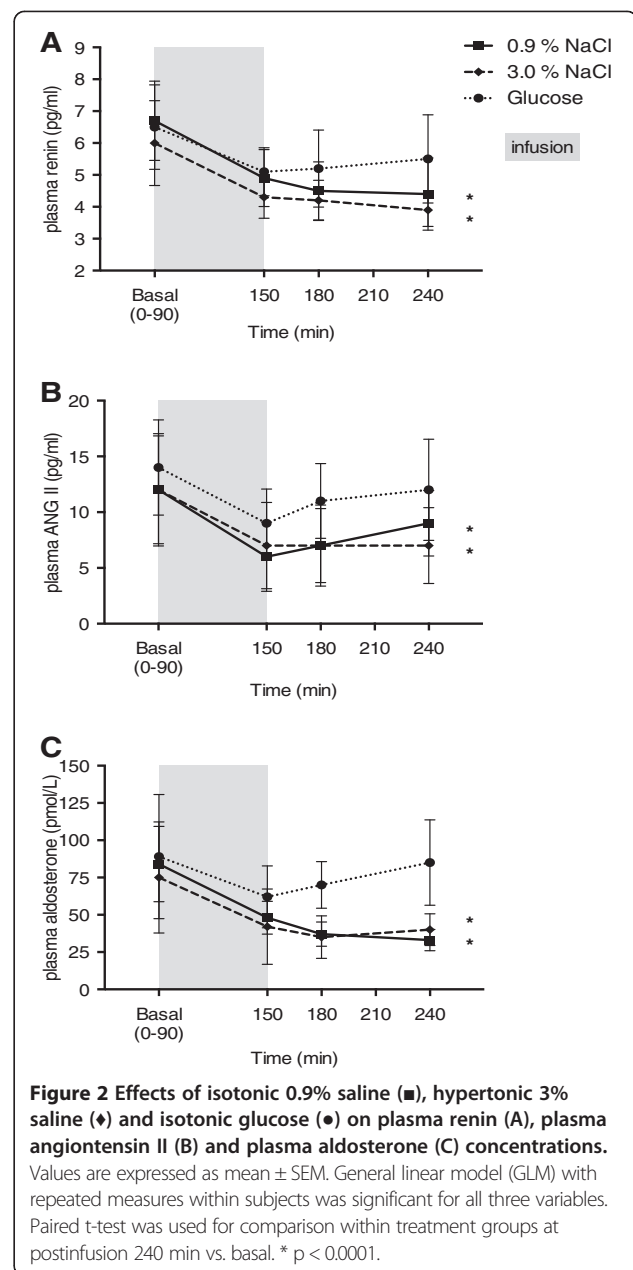 A
9
8
7
6
5
4
3
2
plasma renin (pg/ml)
0.9 % NaCl
3.0 % NaCl
Glucose
infusion
*
*
Basal 150 180 210 240
(0-90)
Time (min)
B
20
15
10
5
0
plasma ANG II (pg/ml)
*
*
Basal 150 180 210 240
(0-90)
Time (min)
C
150
125
100
75
50
25
0
plasma aldosterone (pmol/L)
*
*
Basal 150 180 210 240
(0-90)
Time (min)
Figure 2 Effects of isotonic 0.9% saline (■), hypertonic 3%
saline (♦) and isotonic glucose (●) on plasma renin (A), plasma
angiontensin II (B) and plasma aldosterone (C) concentrations.
Values are expressed as mean ± SEM. General linear model (GLM) with
repeated measures within subjects was significant for all three variables.
Paired t-test was used for comparison within treatment groups at
postinfusion 240 min vs. basal. * p < 0.0001.